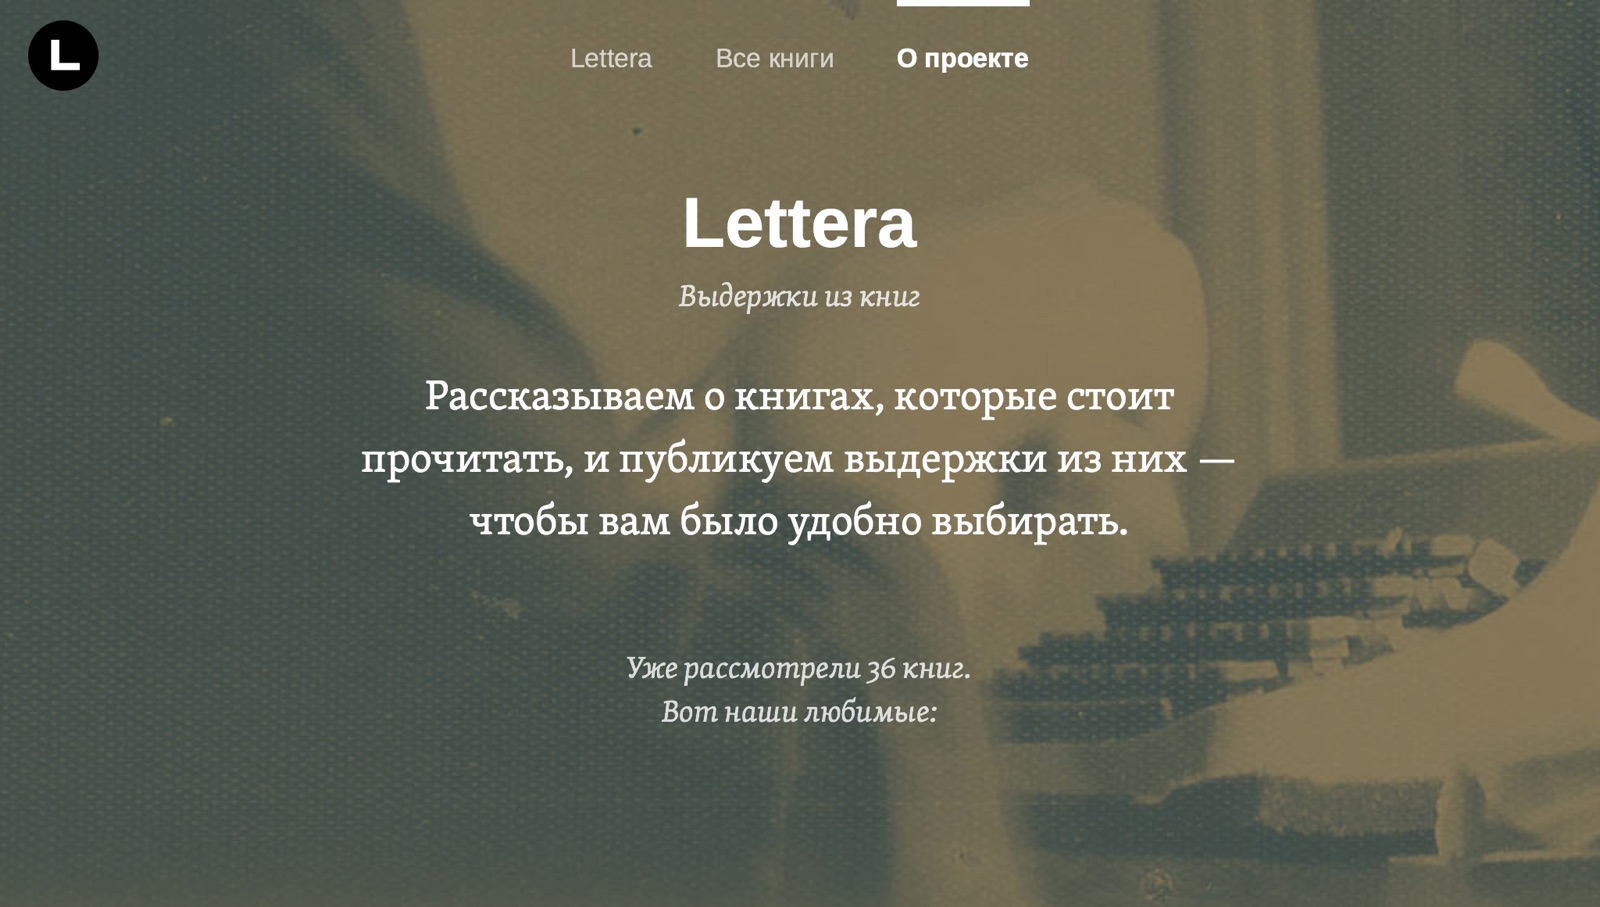 L
Lettera
Все книги
О проекте
Lettera
Выдержки из книг
Рассказываем о книгах, которые стоит
прочитать, и публикуем выдержки из них —
чтобы вам было удобно выбирать.
Уже рассмотрели 36 книг.
Вот наши любимые: